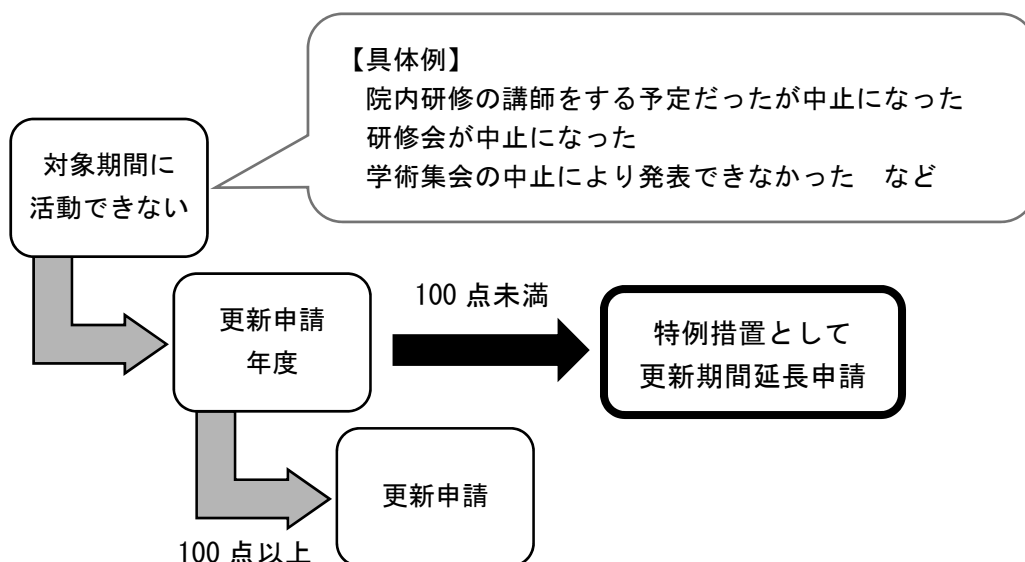 【具体例】
院内研修の講師をする予定だったが中止になった
研修会が中止になった
学術集会の中止により発表できなかった　など
対象期間に
活動できない
更新申請
年度
100 点未満
特例措置として
更新期間延長申請
更新申請
100 点以上